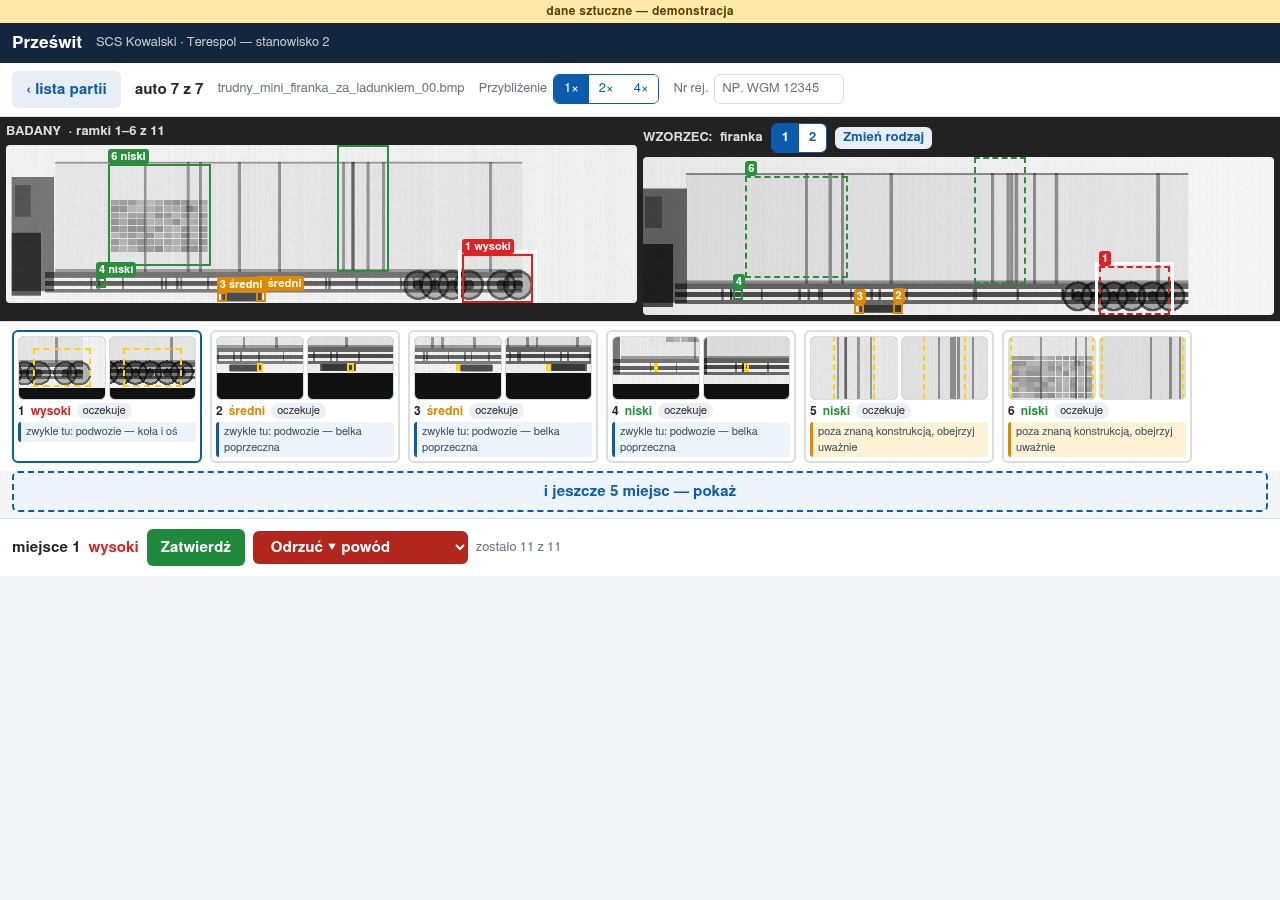 dane sztuczne — demonstracja
Prześwit SCS Kowalski · Terespol — stanowisko 2
‹ lista partii auto 7 z 7 trudny_mini_firanka_za_ladunkiem_00.bmp Przybliżenie 1× 2× 4× Nr rej. NP. WGM 12345
BADANY · ramki 1–6 z 11
WZORZEC: firanka 1 2 Zmień rodzaj
6 niski
4 niski
3 średni średni
1 wysoki
6
4
3
2
1
1 wysoki oczekuje
zwykle tu: podwozie — koła i oś
2 średni oczekuje
zwykle tu: podwozie — belka
poprzeczna
3 średni oczekuje
zwykle tu: podwozie — belka
poprzeczna
4 niski oczekuje
zwykle tu: podwozie — belka
poprzeczna
5 niski oczekuje
poza znaną konstrukcją, obejrzyj
uważnie
6 niski oczekuje
poza znaną konstrukcją, obejrzyj
uważnie
i jeszcze 5 miejsc — pokaż
miejsce 1 wysoki Zatwierdź Odrzuć ▾ powód zostało 11 z 11